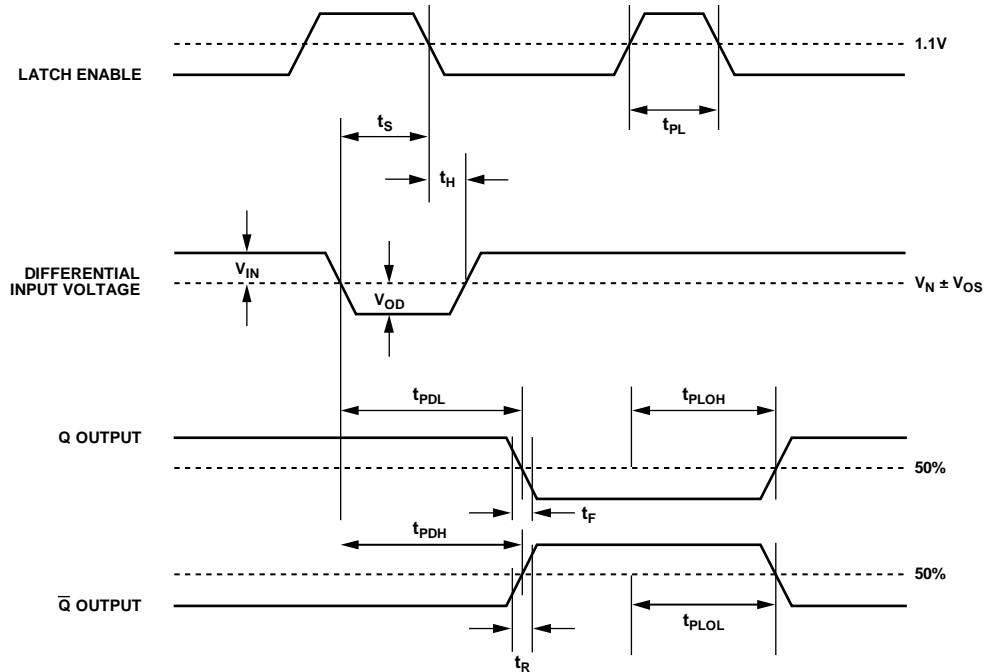 1.1V
LATCH ENABLE
tS
tPL
tH
VIN
DIFFERENTIAL
INPUT VOLTAGE
VOD
VN ± VOS
tPDL
tPLOH
Q OUTPUT
50%
tF
tPDH
50%
Q̅ OUTPUT
tPLOL
tR